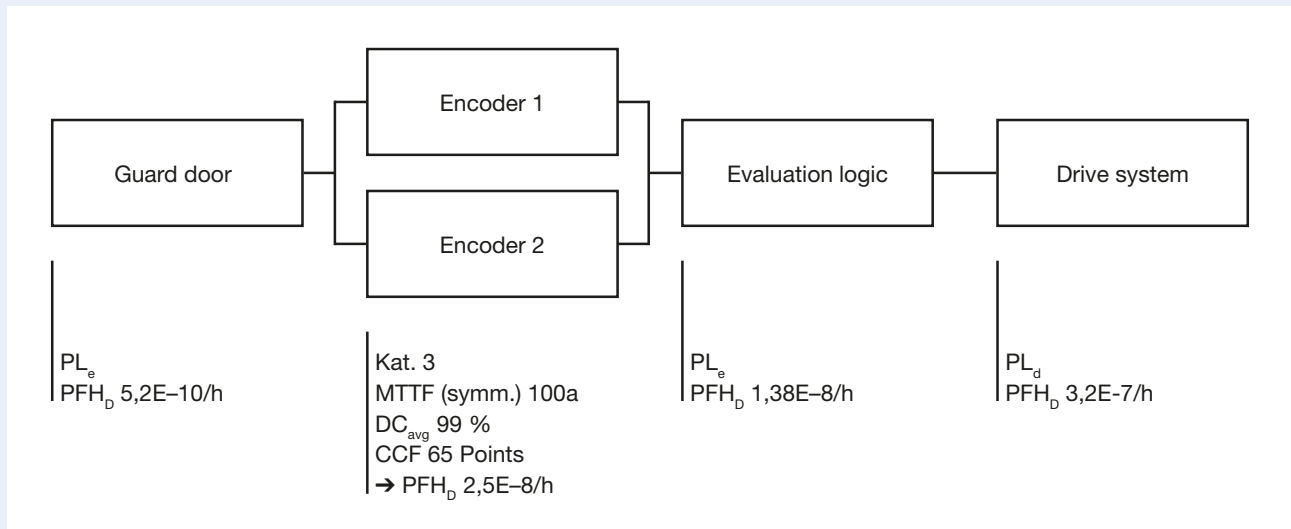 Guard door
Encoder 1
Encoder 2
Evaluation logic
Drive system
PLe
PFHD 5,2E–10/h
Kat. 3
MTTF (symm.) 100a
DCavg 99 %
CCF 65 Points
➔ PFHD 2,5E–8/h
PLe
PFHD 1,38E–8/h
PLd
PFHD 3,2E-7/h